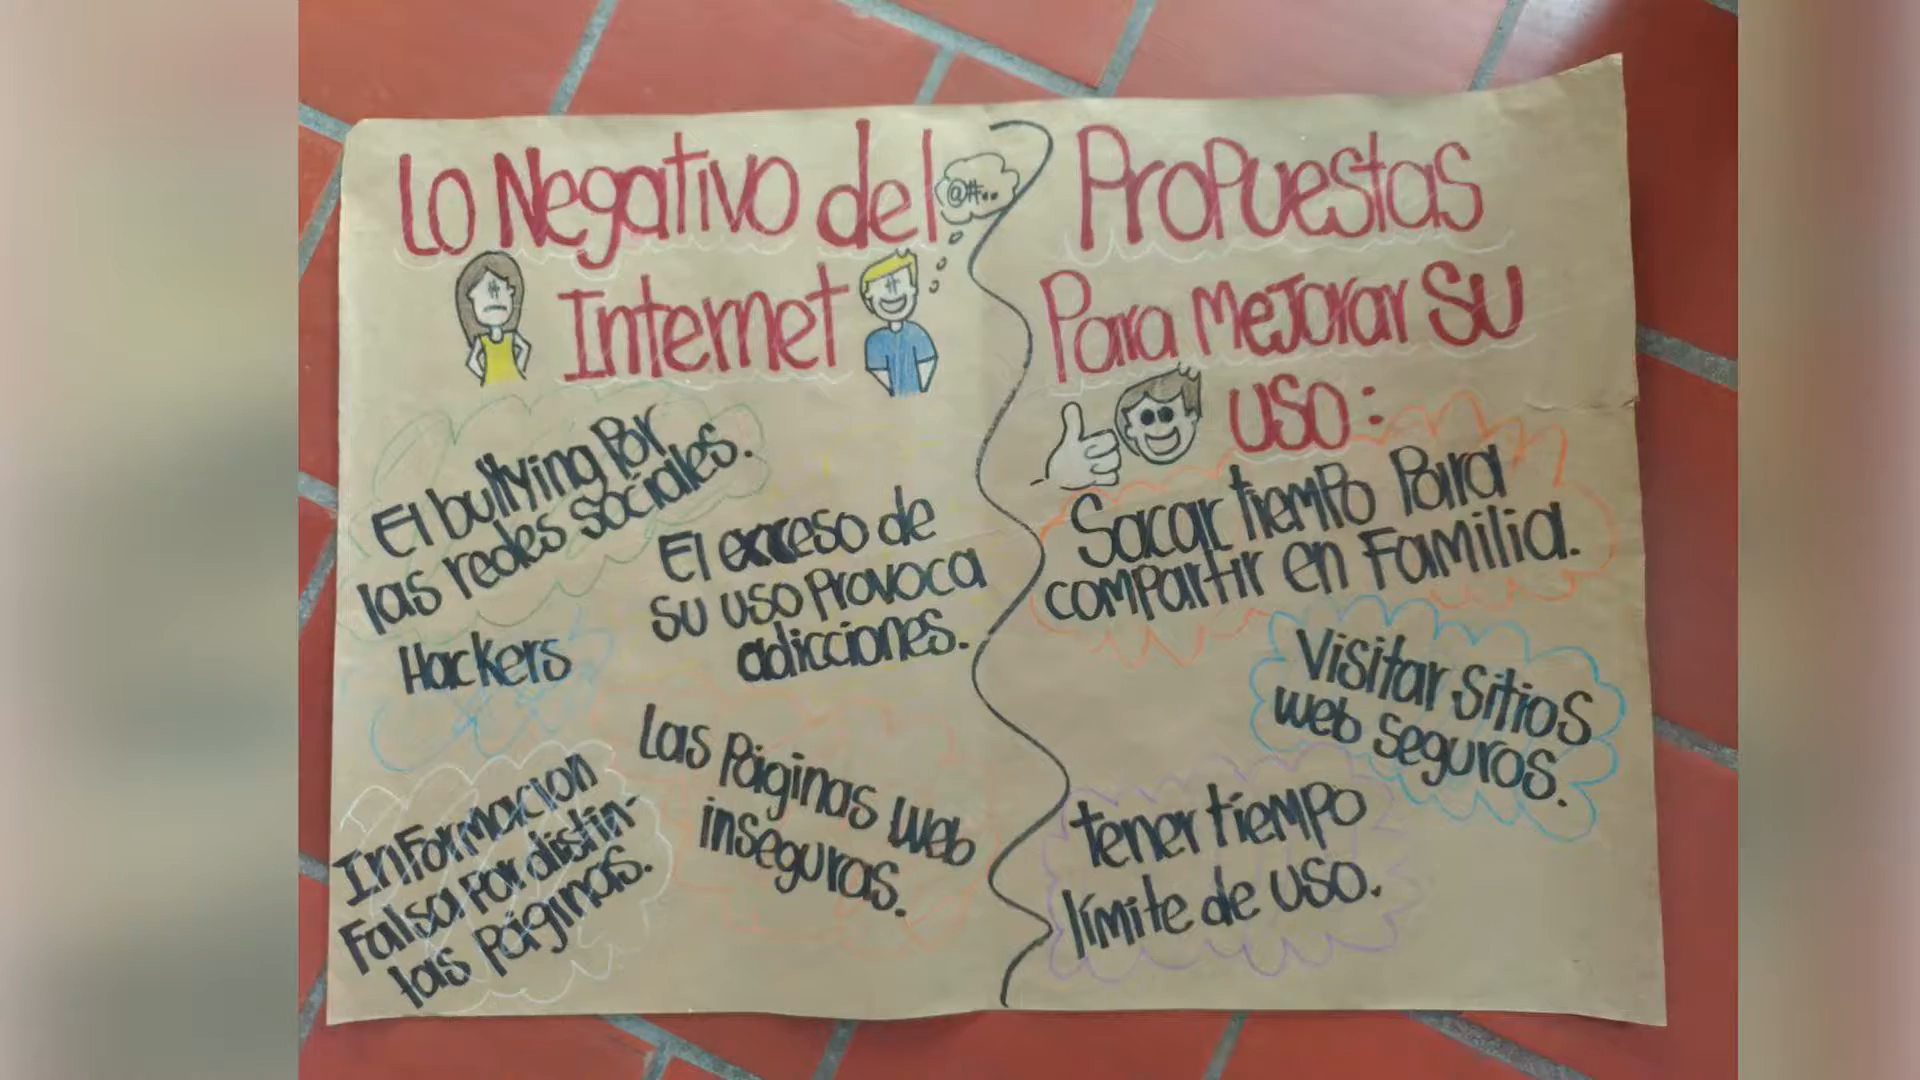 Lo Negativo del
Internet
@#..
El bullying Por
las redes sociales.
El exceso de
su uso Provoca
adicciones.
Hackers
Las Páginas web
inseguras.
InFormacion
Falsa Por distin-
las Páginas.
ProPuestas
Para MeJorar Su
uso:
Sacar tiempo Para
compartir en Familia.
Visitar Sitios
web seguros.
tener tiempo
límite de uso.